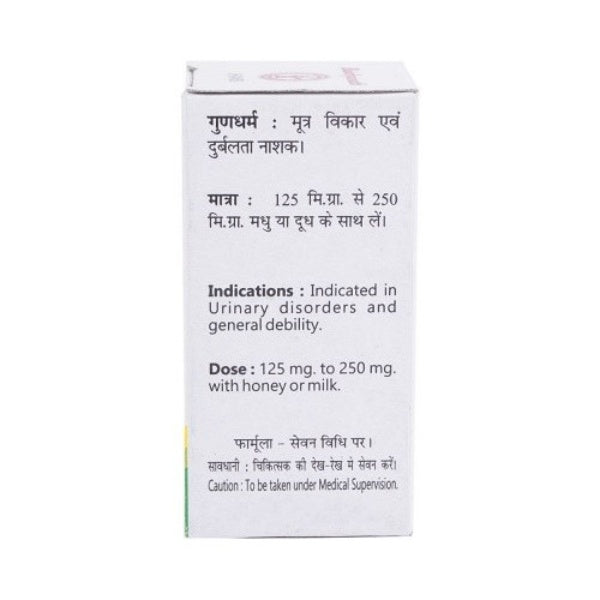 गुणधर्म : मूत्र विकार एवं
दुर्बलता नाशक।
मात्रा : 125 मि.ग्रा. से 250
मि.ग्रा. मधु या दूध के साथ लें।
Indications : Indicated in
Urinary disorders and
general debility.
Dose : 125 mg. to 250 mg.
with honey or milk.
फार्मूला – सेवन विधि पर।
सावधानी : चिकित्सक की देख-रेख में सेवन करें।
Caution : To be taken under Medical Supervision.